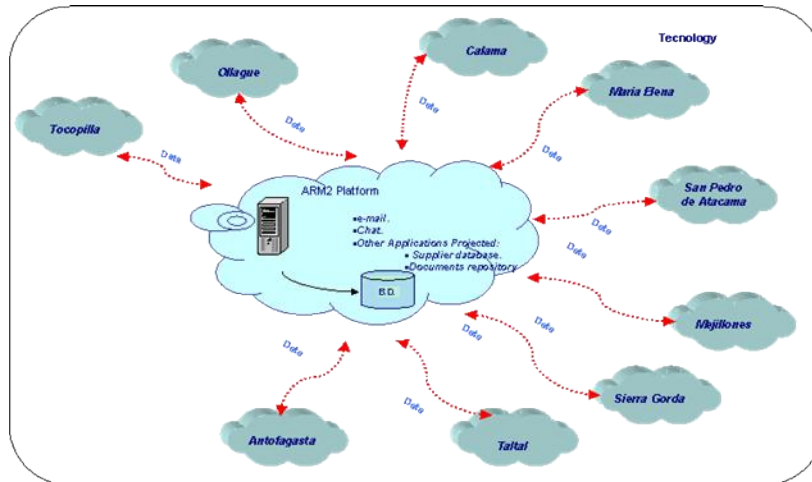 Tecnology
Calama
Ollague
Maria Elena
Tocopilla
Data
Data
Data
Data
ARM2 Platform
San Pedro
de Atacama
•e-mail.
•Chat.
•Other Applications Projected:
• Supplier database.
•Documents repository
Data
Data
B.D.
Mejillones
Data
Data
Data
Data
Sierra Gorda
Antofagasta
Taltal